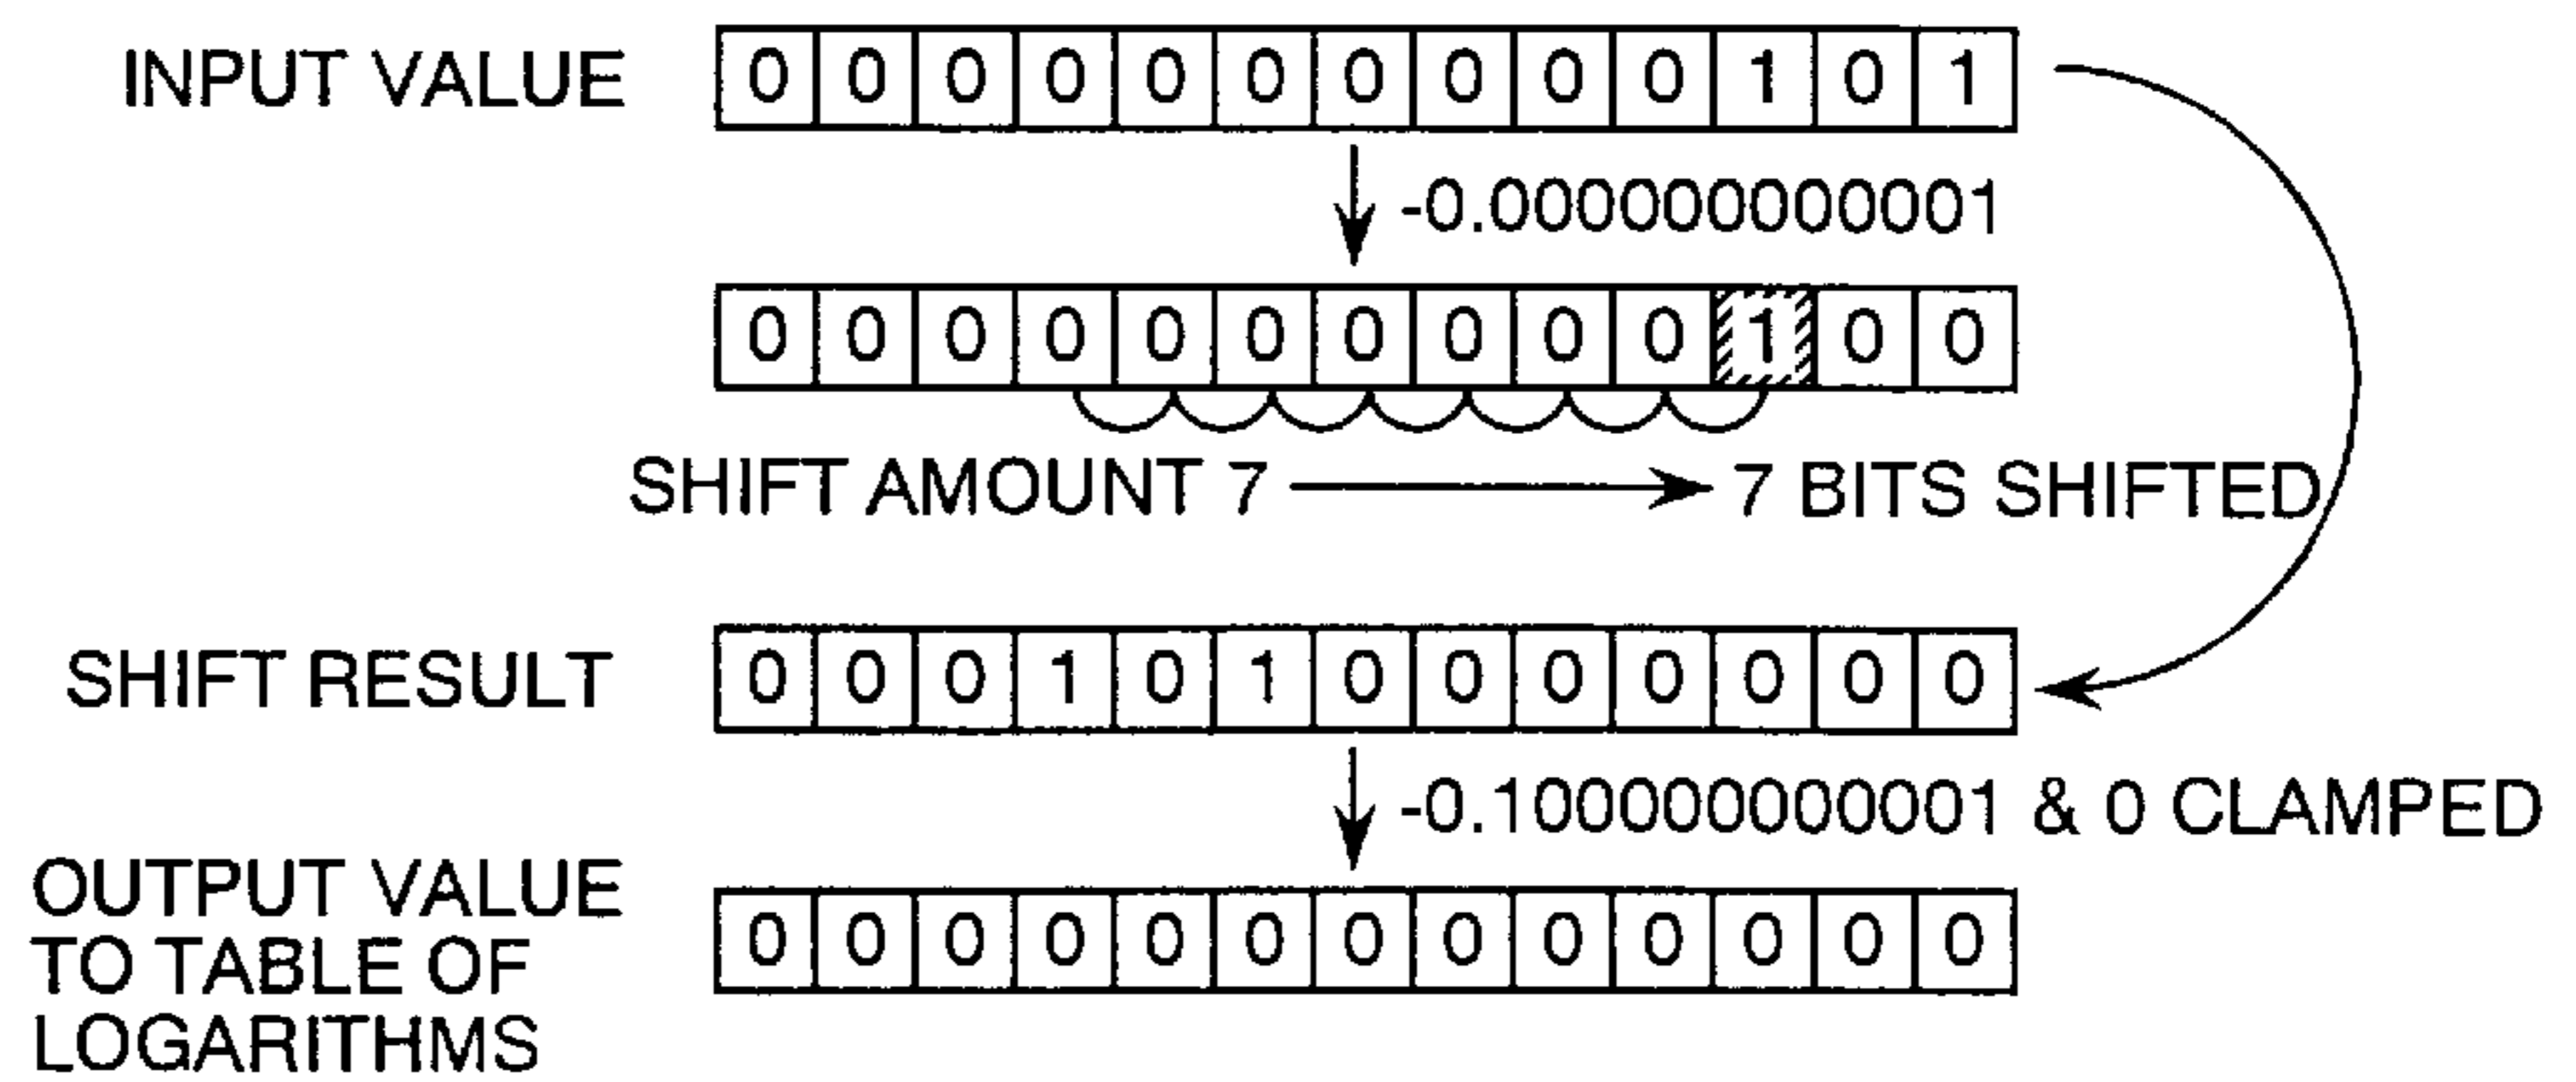 INPUT VALUE 0 0 0 0 0 0 0 0 0 0 1 0 1
-0.000000000001
0 0 0 0 0 0 0 0 0 0 1 0 0
SHIFT AMOUNT 7 7 BITS SHIFTED
SHIFT RESULT 0 0 0 1 0 1 0 0 0 0 0 0 0
-0.100000000001 & 0 CLAMPED
OUTPUT VALUE
TO TABLE OF
LOGARITHMS
0 0 0 0 0 0 0 0 0 0 0 0 0